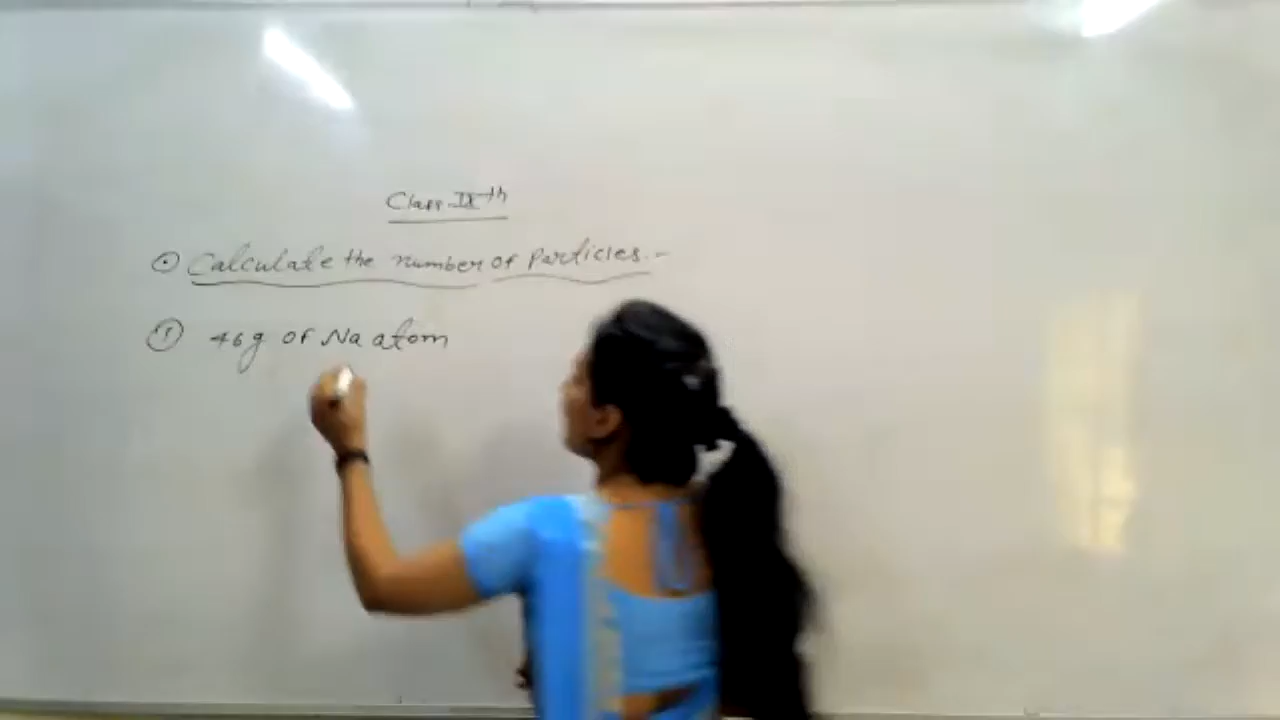 Class-IXth
⊙ Calculate the number of Particles.-
① 46g of Na atom